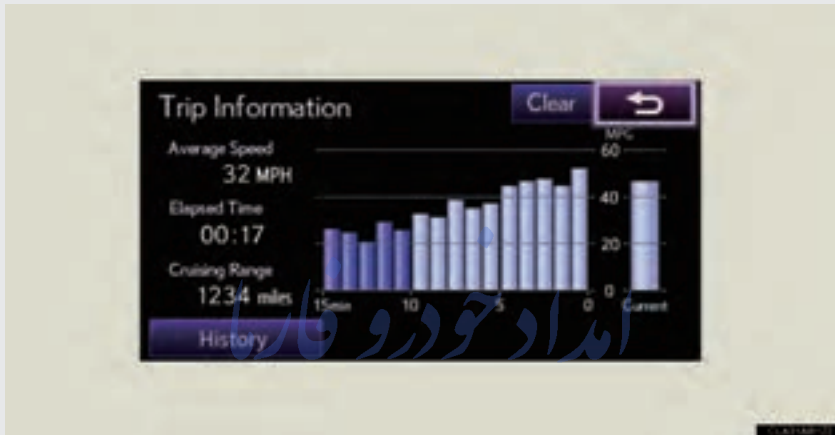 Trip Information
Clear
MPG
Average Speed
32 MPH
Elapsed Time
00:17
Cruising Range
1234 miles
60
40
20
0
15min 10 5 0 Current
History
امداد خودرو فارنا